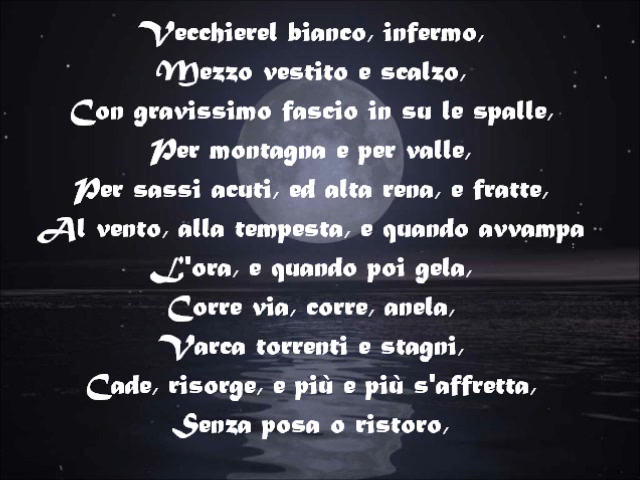 Vecchierel bianco, infermo,
Mezzo vestito e scalzo,
Con gravissimo fascio in su le spalle,
Per montagna e per valle,
Per sassi acuti, ed alta rena, e fratte,
Al vento, alla tempesta, e quando avvampa
L'ora, e quando poi gela,
Corre via, corre, anela,
Varca torrenti e stagni,
Cade, risorge, e più e più s'affretta,
Senza posa o ristoro,